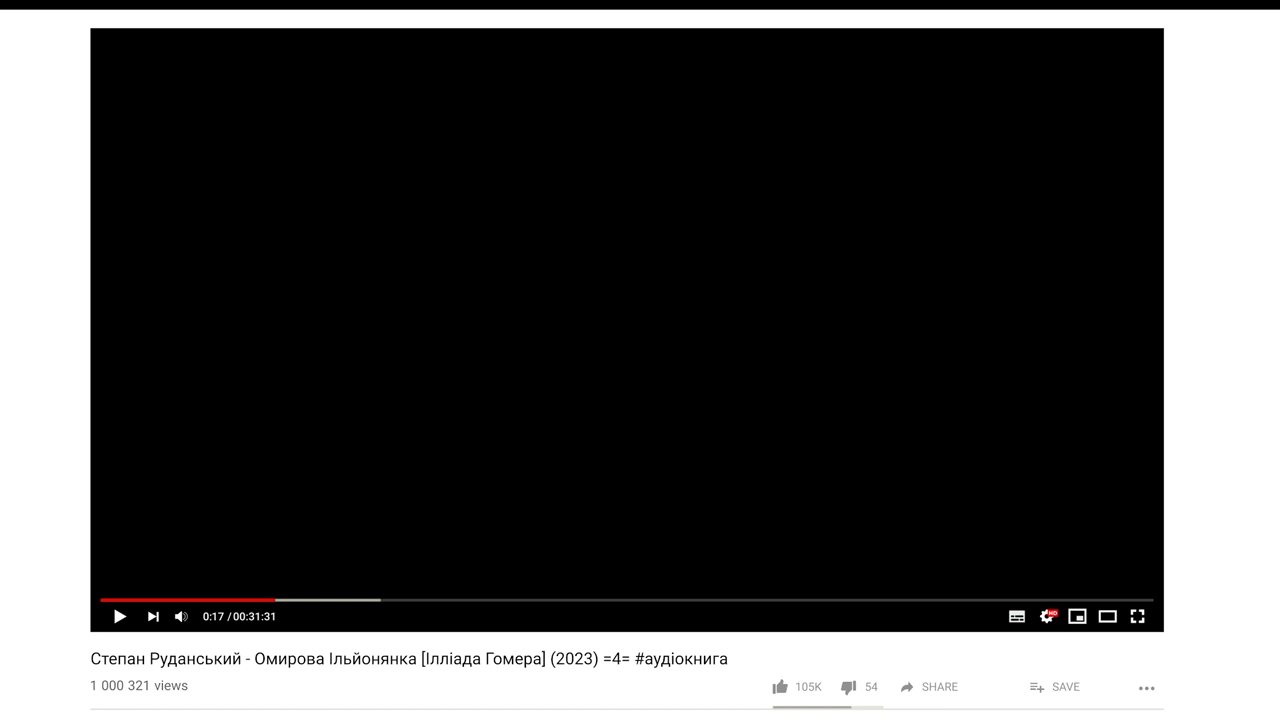 HD
0:17 / 00:31:31
Степан Руданський - Омирова Ільйонянка [Ілліада Гомера] (2023) =4= #аудіокнига
1 000 321 views
105K 54 SHARE SAVE